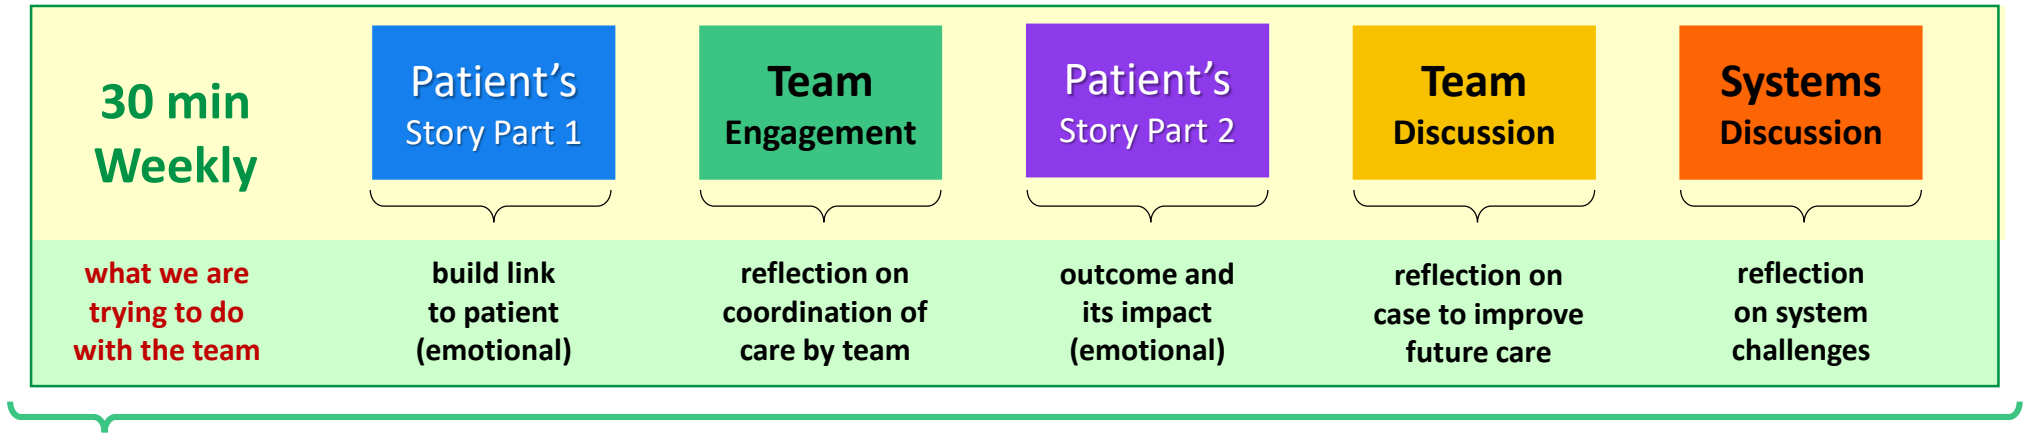 30 min
Weekly
Patient's
Story Part 1
Team
Engagement
Patient's
Story Part 2
Team
Discussion
Systems
Discussion
what we are
trying to do
with the team
build link
to patient
(emotional)
reflection on
coordination of
care by team
outcome and
its impact
(emotional)
reflection on
case to improve
future care
reflection
on system
challenges